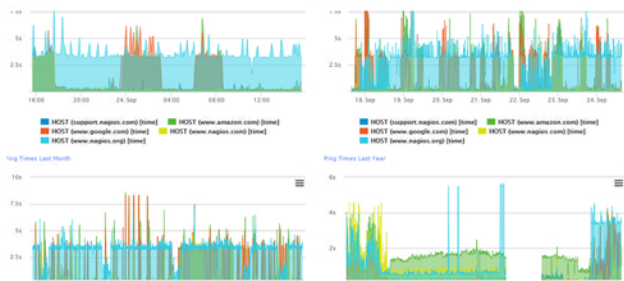 7.5s
5s
2.5s
16:00 20:00 24.Sep 04:00 08:00 12:00
HOST (support.nagios.com) [time] HOST (www.amazon.com) [time]
HOST (www.google.com) [time] HOST (www.nagios.com) [time]
HOST (www.nagios.org) [time]
7.5s
5s
2.5s
18.Sep 19.Sep 20.Sep 21.Sep 22.Sep 23.Sep 24.Sep
HOST (support.nagios.com) [time] HOST (www.amazon.com) [time]
HOST (www.google.com) [time] HOST (www.nagios.com) [time]
HOST (www.nagios.org) [time]
Ping Times Last Month
10s
7.5s
5s
2.5s
Ping Times Last Year
6s
4s
2s